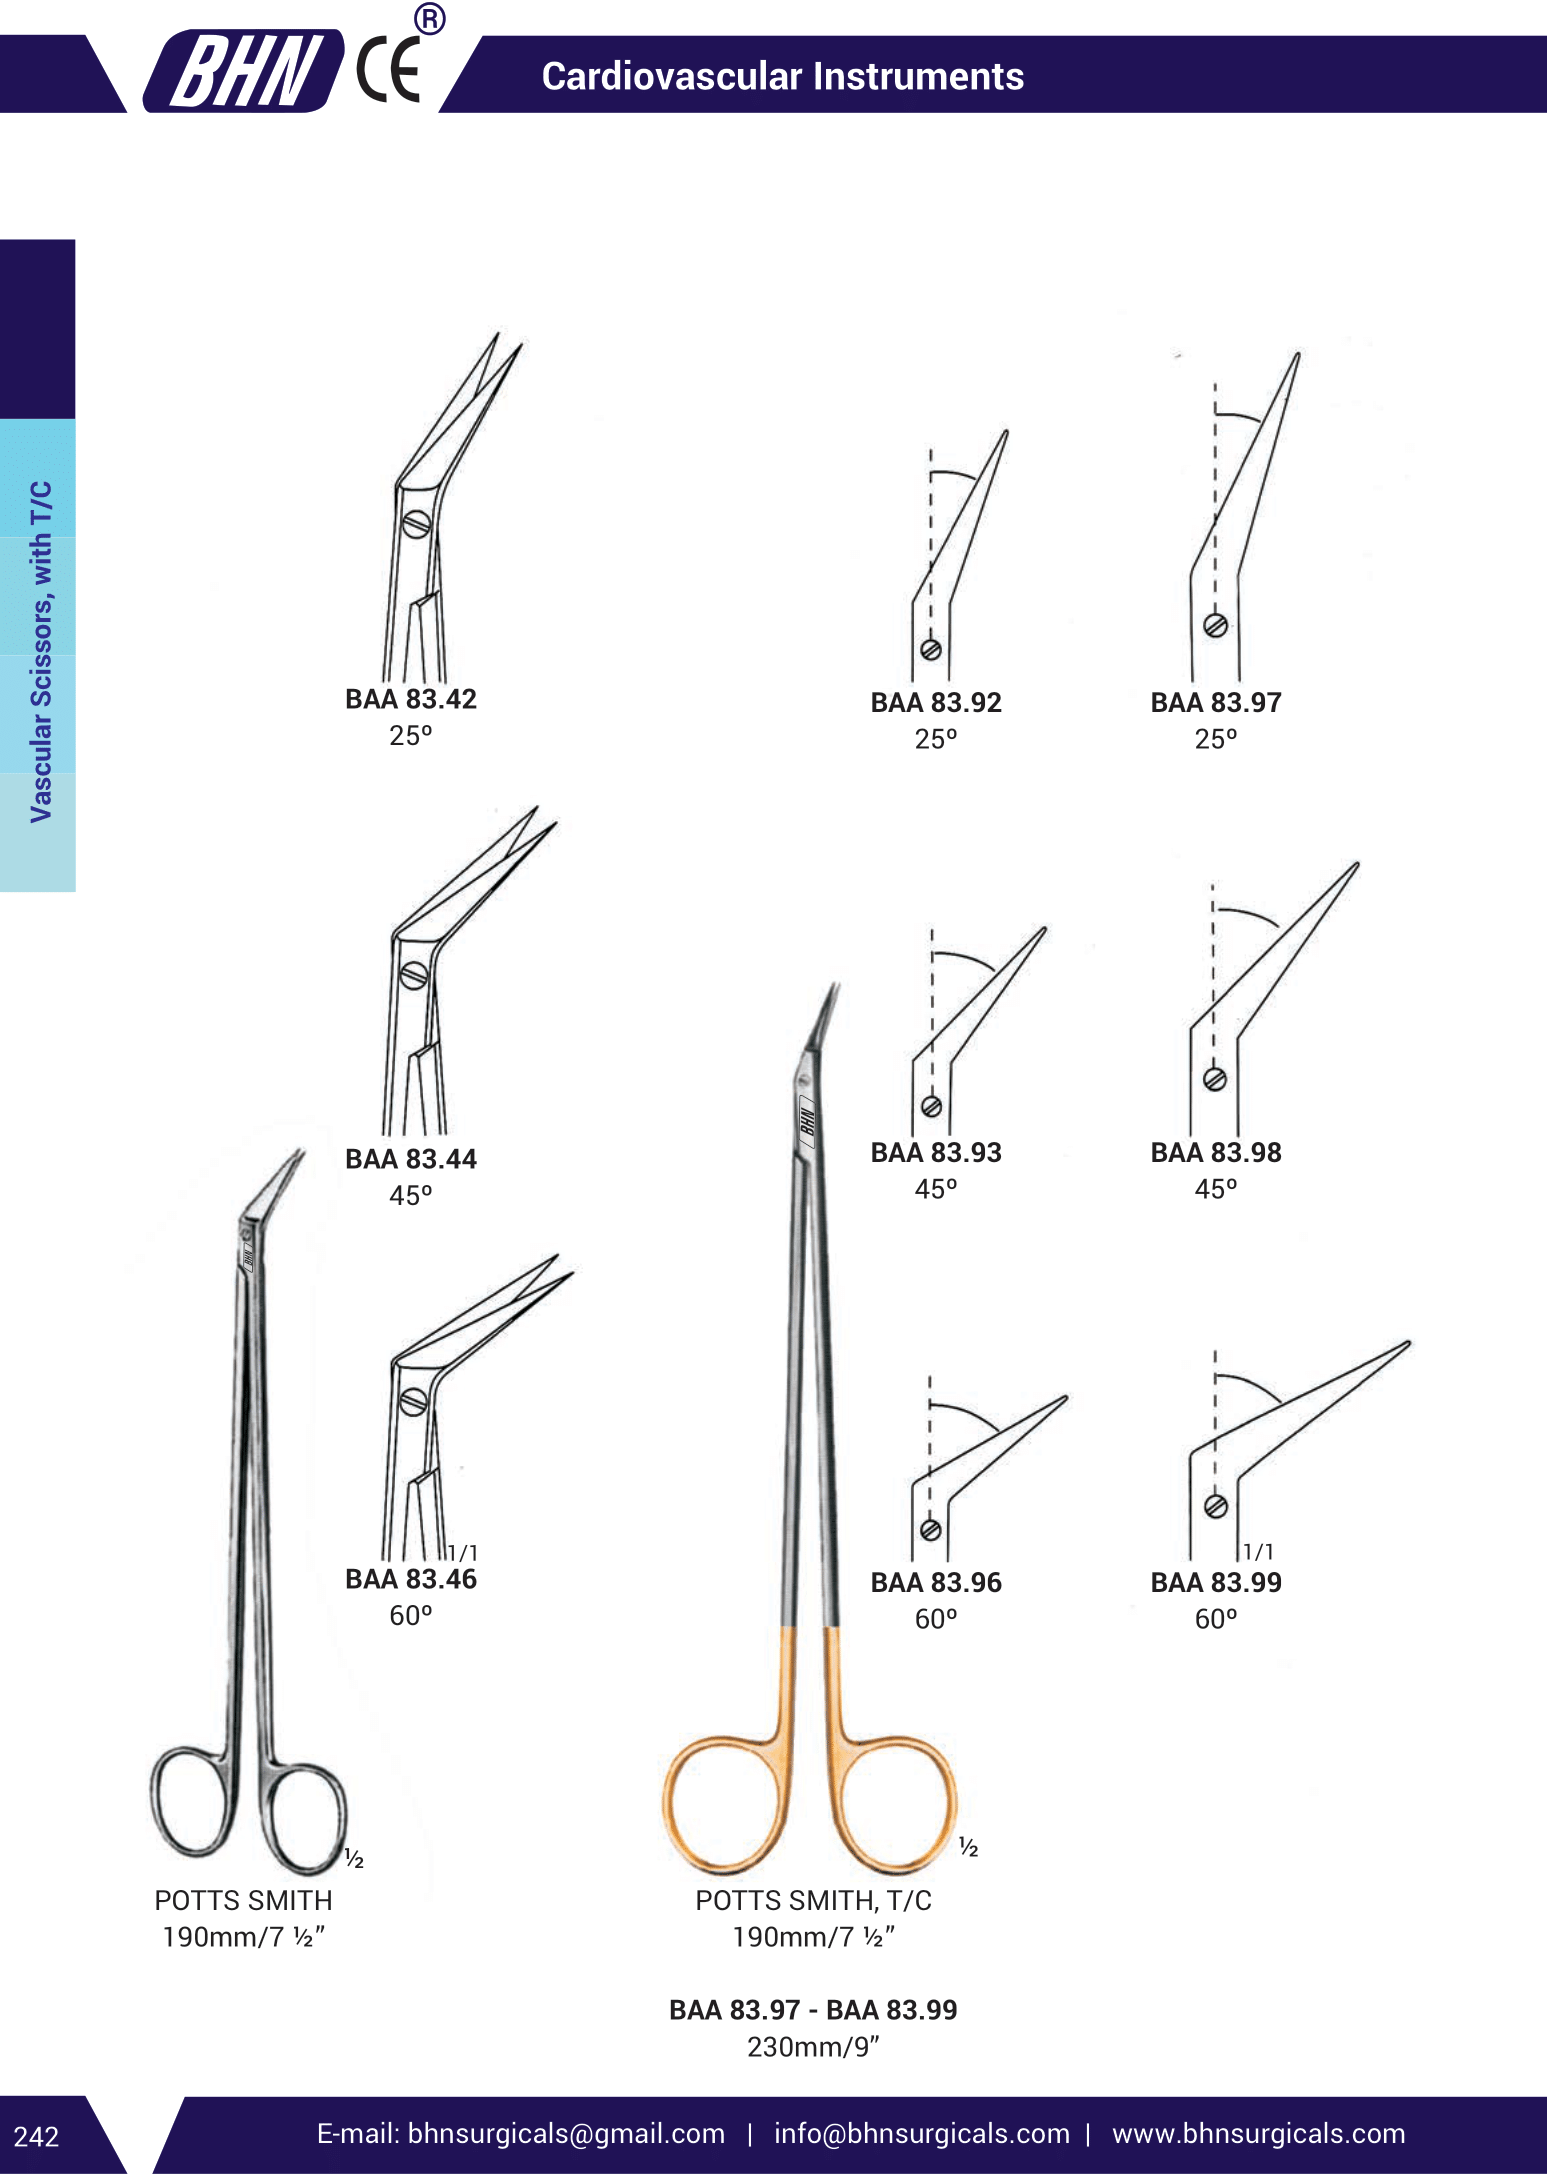 BHN CE ®
Cardiovascular Instruments
Vascular Scissors, with T/C
BAA 83.42
25º
BAA 83.92
25º
BAA 83.97
25º
BAA 83.44
45º
BAA 83.93
45º
BAA 83.98
45º
BHN
BHN
1/1
BAA 83.46
60º
BAA 83.96
60º
1/1
BAA 83.99
60º
½
POTTS SMITH
190mm/7 ½”
½
POTTS SMITH, T/C
190mm/7 ½”
BAA 83.97 - BAA 83.99
230mm/9”
242
E-mail: bhnsurgicals@gmail.com | info@bhnsurgicals.com | www.bhnsurgicals.com